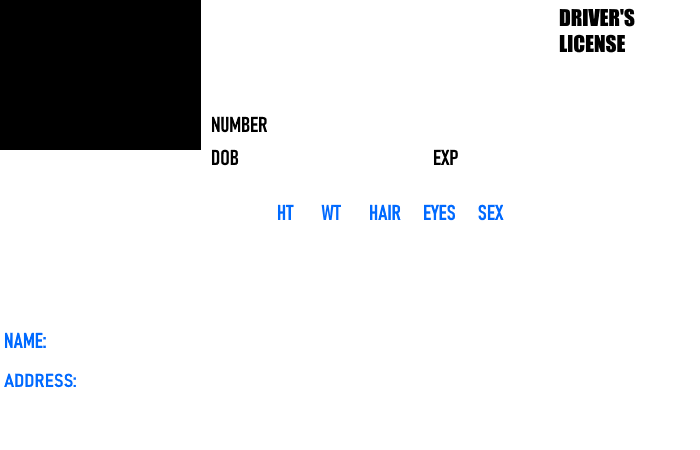 DRIVER'S
LICENSE
NUMBER
DOB EXP
HT WT HAIR EYES SEX
NAME:
ADDRESS: